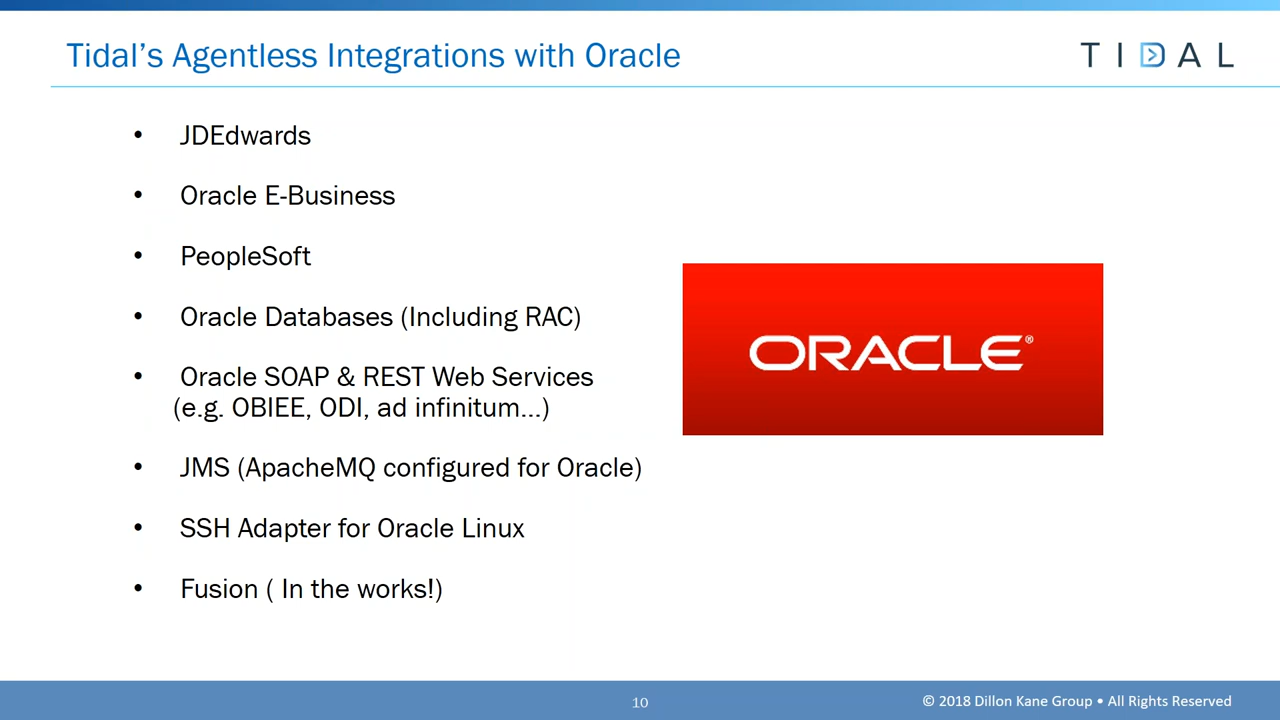 Tidal’s Agentless Integrations with Oracle
TIDAL
• JDEdwards
• Oracle E-Business
• PeopleSoft
• Oracle Databases (Including RAC)
• Oracle SOAP & REST Web Services
(e.g. OBIEE, ODI, ad infinitum...)
• JMS (ApacheMQ configured for Oracle)
• SSH Adapter for Oracle Linux
• Fusion ( In the works!)
ORACLE®
10
© 2018 Dillon Kane Group • All Rights Reserved